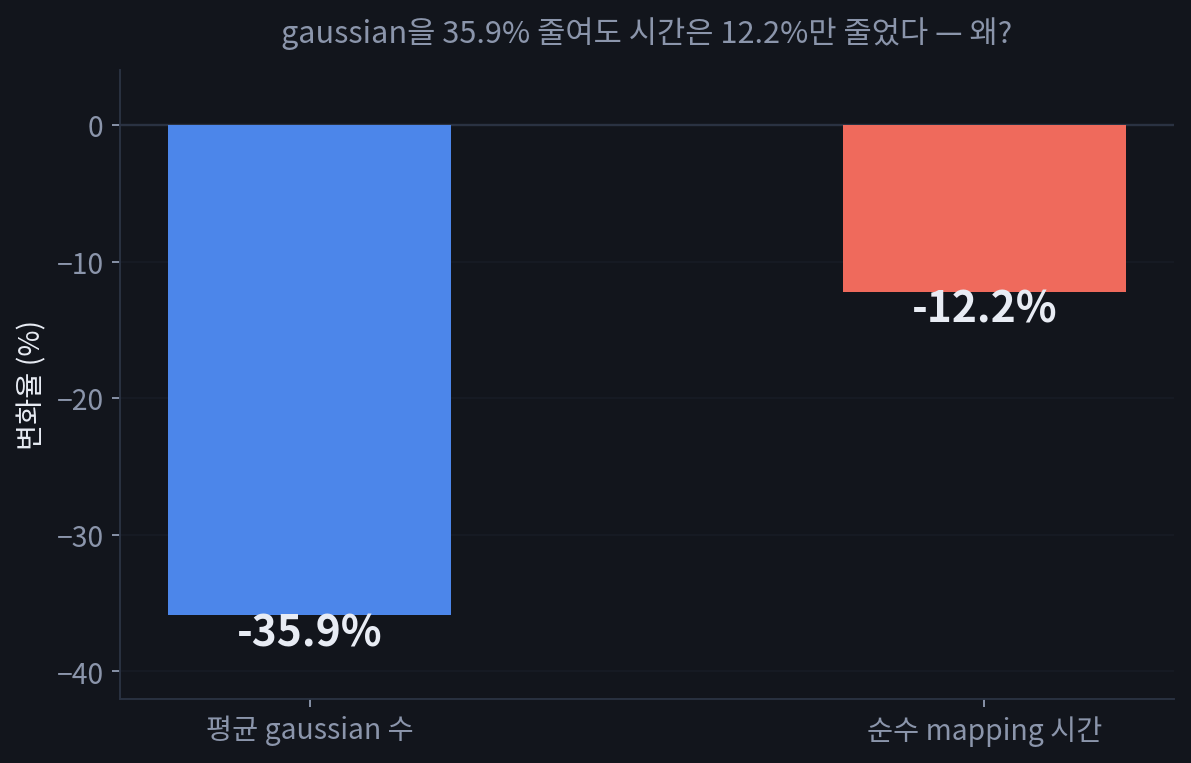 gaussian을 35.9% 줄여도 시간은 12.2%만 줄었다 — 왜?
변화율 (%)
0
−10
−20
−30
−40
-35.9%
-12.2%
평균 gaussian 수
순수 mapping 시간